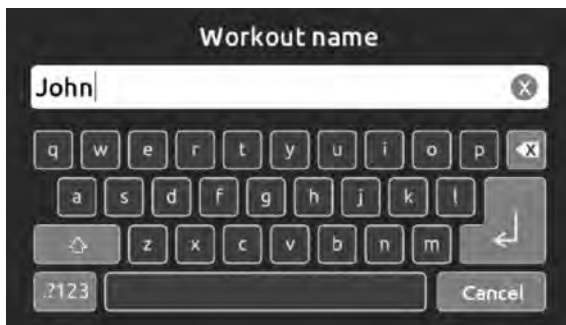 Workout name
John
X
q w e r t y u i o p X
a s d f g h j k l
z x c v b n m
.?123 Cancel